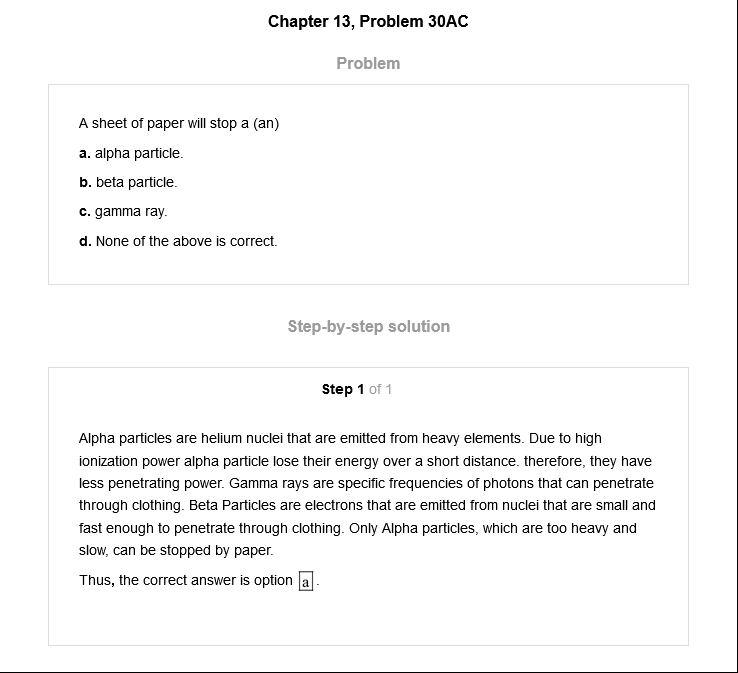 Chapter 13, Problem 30AC
Problem
A sheet of paper will stop a (an)
a. alpha particle.
b. beta particle.
c. gamma ray.
d. None of the above is correct.
Step-by-step solution
Step 1 of 1
Alpha particles are helium nuclei that are emitted from heavy elements. Due to high
ionization power alpha particle lose their energy over a short distance. therefore, they have
less penetrating power. Gamma rays are specific frequencies of photons that can penetrate
through clothing. Beta Particles are electrons that are emitted from nuclei that are small and
fast enough to penetrate through clothing. Only Alpha particles, which are too heavy and
slow, can be stopped by paper.
Thus, the correct answer is option a.